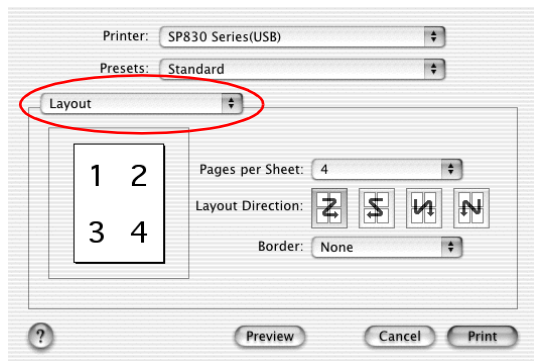 Printer: SP830 Series(USB)
Presets: Standard
Layout
1 2
3 4
Pages per Sheet: 4
Layout Direction:
Border: None
? Preview Cancel Print